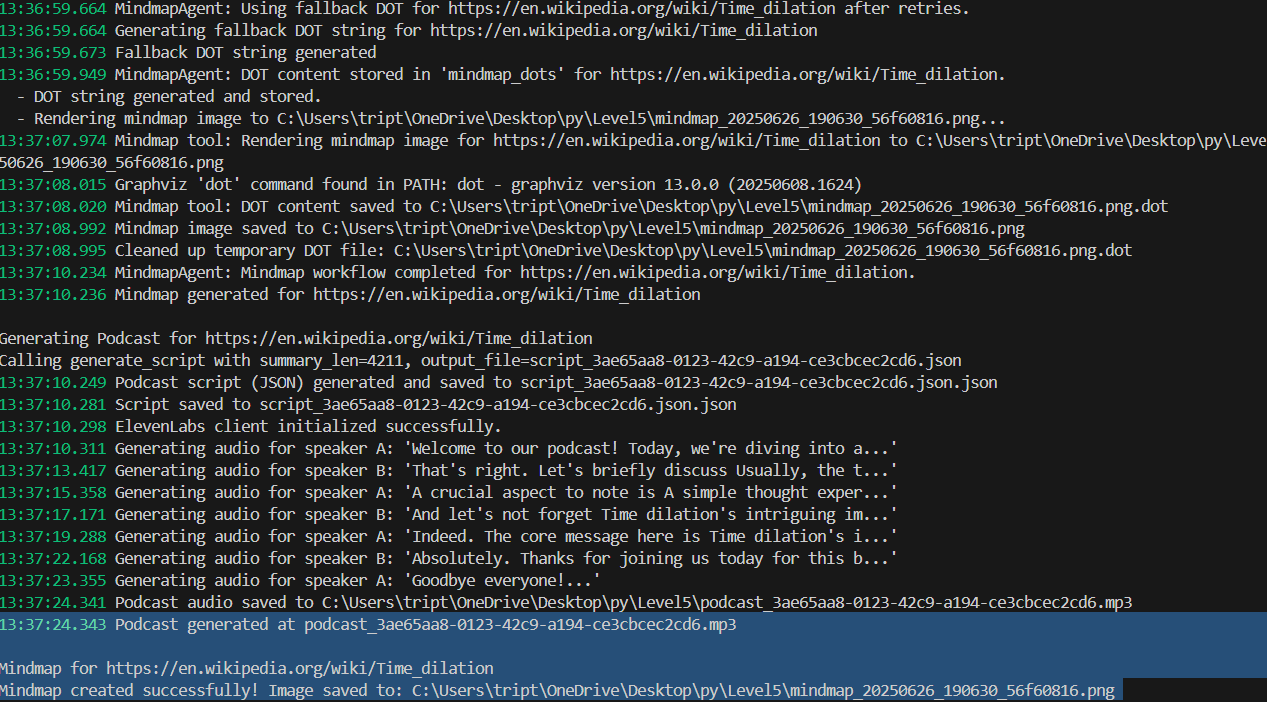 13:36:59.664 MindmapAgent: Using fallback DOT for https://en.wikipedia.org/wiki/Time_dilation after retries.
13:36:59.664 Generating fallback DOT string for https://en.wikipedia.org/wiki/Time_dilation
13:36:59.673 Fallback DOT string generated
13:36:59.949 MindmapAgent: DOT content stored in 'mindmap_dots' for https://en.wikipedia.org/wiki/Time_dilation.
  - DOT string generated and stored.
  - Rendering mindmap image to C:\Users\tript\OneDrive\Desktop\py\Level5\mindmap_20250626_190630_56f60816.png...
13:37:07.974 Mindmap tool: Rendering mindmap image for https://en.wikipedia.org/wiki/Time_dilation to C:\Users\tript\OneDrive\Desktop\py\Leve
50626_190630_56f60816.png
13:37:08.015 Graphviz 'dot' command found in PATH: dot - graphviz version 13.0.0 (20250608.1624)
13:37:08.020 Mindmap tool: DOT content saved to C:\Users\tript\OneDrive\Desktop\py\Level5\mindmap_20250626_190630_56f60816.png.dot
13:37:08.992 Mindmap image saved to C:\Users\tript\OneDrive\Desktop\py\Level5\mindmap_20250626_190630_56f60816.png
13:37:08.995 Cleaned up temporary DOT file: C:\Users\tript\OneDrive\Desktop\py\Level5\mindmap_20250626_190630_56f60816.png.dot
13:37:10.234 MindmapAgent: Mindmap workflow completed for https://en.wikipedia.org/wiki/Time_dilation.
13:37:10.236 Mindmap generated for https://en.wikipedia.org/wiki/Time_dilation

Generating Podcast for https://en.wikipedia.org/wiki/Time_dilation
Calling generate_script with summary_len=4211, output_file=script_3ae65aa8-0123-42c9-a194-ce3cbcec2cd6.json
13:37:10.249 Podcast script (JSON) generated and saved to script_3ae65aa8-0123-42c9-a194-ce3cbcec2cd6.json.json
13:37:10.281 Script saved to script_3ae65aa8-0123-42c9-a194-ce3cbcec2cd6.json.json
13:37:10.298 ElevenLabs client initialized successfully.
13:37:10.311 Generating audio for speaker A: 'Welcome to our podcast! Today, we're diving into a...'
13:37:13.417 Generating audio for speaker B: 'That's right. Let's briefly discuss Usually, the t...'
13:37:15.358 Generating audio for speaker A: 'A crucial aspect to note is A simple thought exper...'
13:37:17.171 Generating audio for speaker B: 'And let's not forget Time dilation's intriguing im...'
13:37:19.288 Generating audio for speaker A: 'Indeed. The core message here is Time dilation's i...'
13:37:22.168 Generating audio for speaker B: 'Absolutely. Thanks for joining us today for this b...'
13:37:23.355 Generating audio for speaker A: 'Goodbye everyone!...'
13:37:24.341 Podcast audio saved to C:\Users\tript\OneDrive\Desktop\py\Level5\podcast_3ae65aa8-0123-42c9-a194-ce3cbcec2cd6.mp3
13:37:24.343 Podcast generated at podcast_3ae65aa8-0123-42c9-a194-ce3cbcec2cd6.mp3

Mindmap for https://en.wikipedia.org/wiki/Time_dilation
Mindmap created successfully! Image saved to: C:\Users\tript\OneDrive\Desktop\py\Level5\mindmap_20250626_190630_56f60816.png